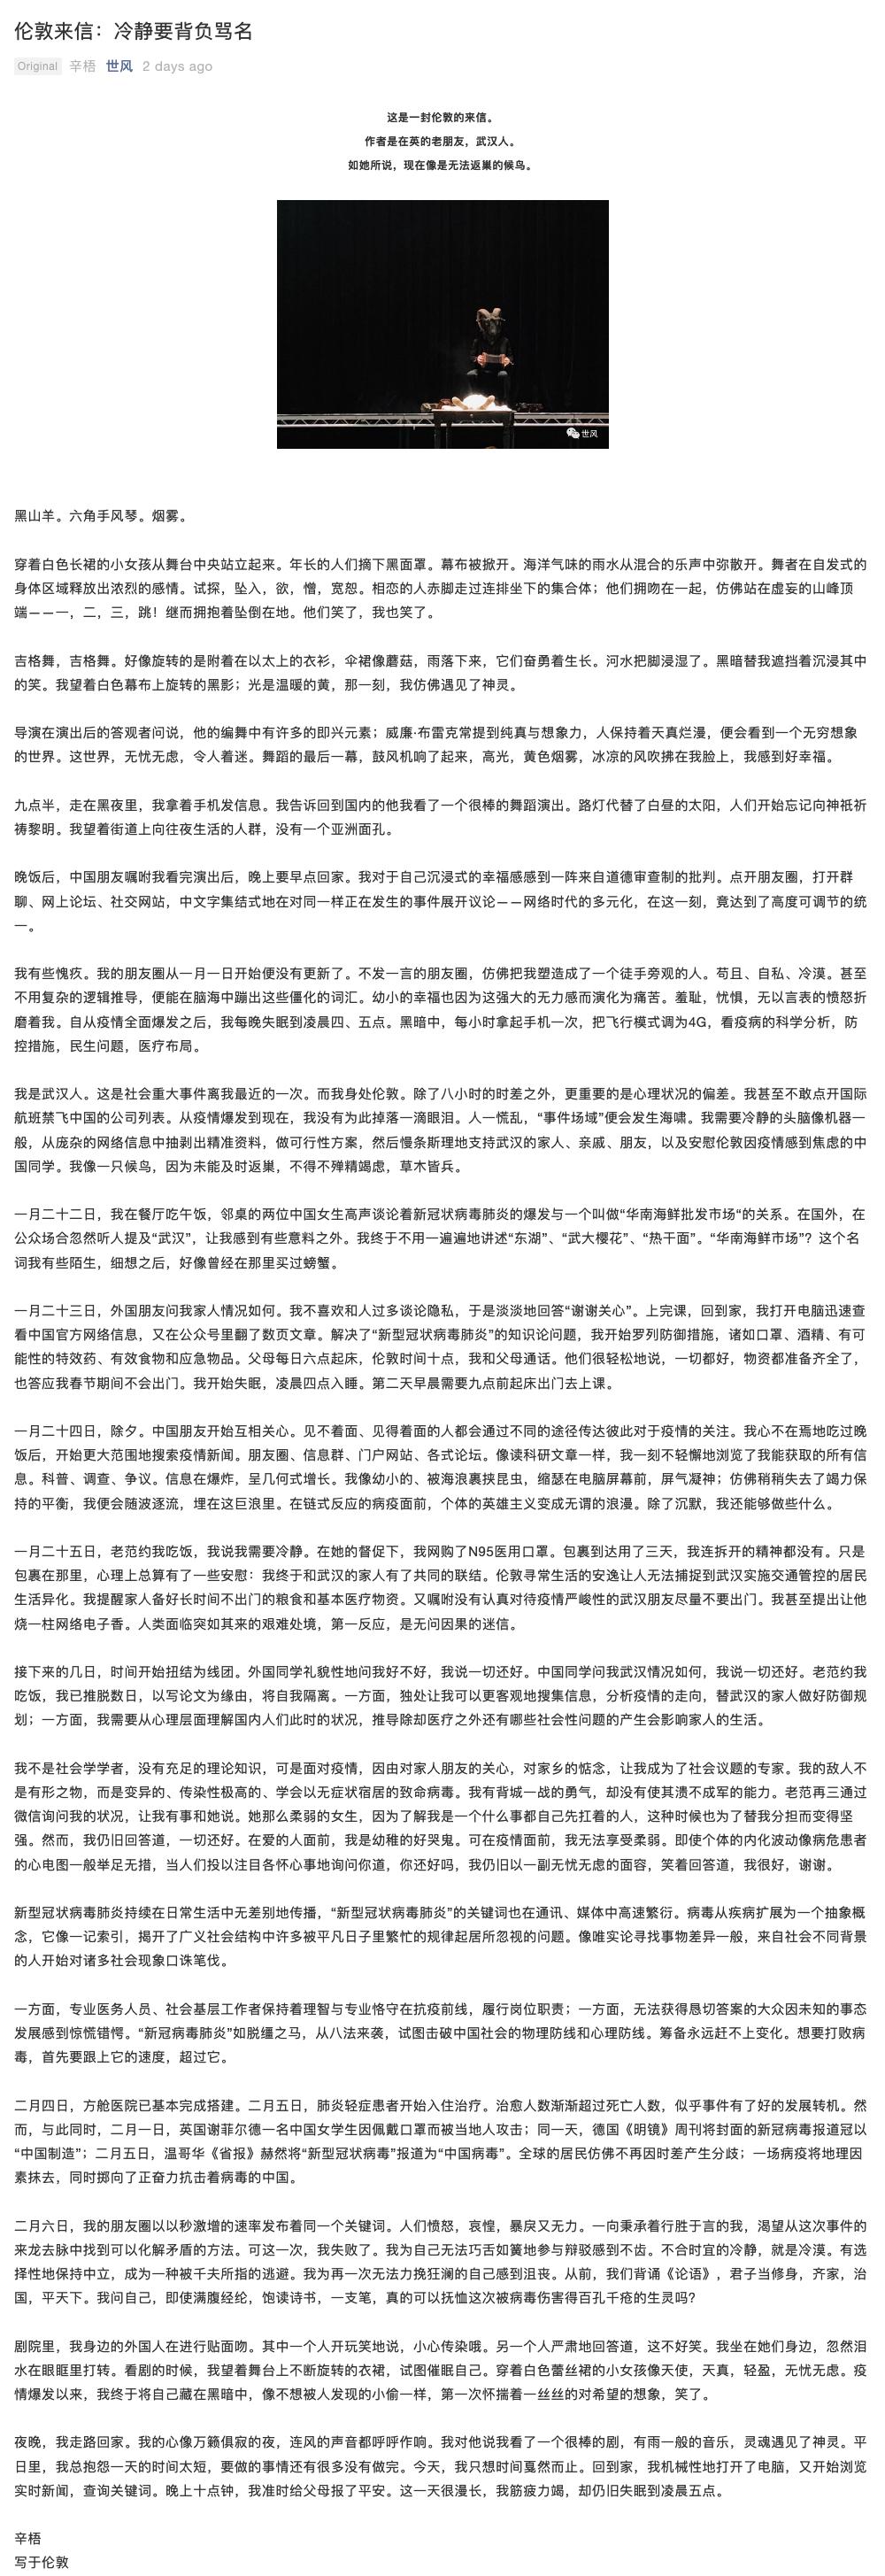 伦敦来信：冷静要背负骂名
Original 辛梧 世风 2 days ago
这是一封伦敦的来信。
作者是在英的老朋友，武汉人。
如她所说，现在像是无法返巢的候鸟。
世风
黑山羊。六角手风琴。烟雾。
穿着白色长裙的小女孩从舞台中央站立起来。年长的人们摘下黑面罩。幕布被掀开。海洋气味的雨水从混合的乐声中弥散开。舞者在自发式的
身体区域释放出浓烈的感情。试探，坠入，欲，憎，宽恕。相恋的人赤脚走过连排坐下的集合体；他们拥吻在一起，仿佛站在虚妄的山峰顶
端——一，二，三，跳！继而拥抱着坠倒在地。他们笑了，我也笑了。
吉格舞，吉格舞。好像旋转的是附着在以太上的衣衫，伞裙像蘑菇，雨落下来，它们奋勇着生长。河水把脚浸湿了。黑暗替我遮挡着沉浸其中
的笑。我望着白色幕布上旋转的黑影；光是温暖的黄，那一刻，我仿佛遇见了神灵。
导演在演出后的答观者问说，他的编舞中有许多的即兴元素；威廉·布雷克常提到纯真与想象力，人保持着天真烂漫，便会看到一个无穷想象
的世界。这世界，无忧无虑，令人着迷。舞蹈的最后一幕，鼓风机响了起来，高光，黄色烟雾，冰凉的风吹拂在我脸上，我感到好幸福。
九点半，走在黑夜里，我拿着手机发信息。我告诉回到国内的他我看了一个很棒的舞蹈演出。路灯代替了白昼的太阳，人们开始忘记向神祇祈
祷黎明。我望着街道上向往夜生活的人群，没有一个亚洲面孔。
晚饭后，中国朋友嘱咐我看完演出后，晚上要早点回家。我对于自己沉浸式的幸福感感到一阵来自道德审查制的批判。点开朋友圈，打开群
聊、网上论坛、社交网站，中文字集结式地在对同一样正在发生的事件展开议论——网络时代的多元化，在这一刻，竟达到了高度可调节的统
一。
我有些愧疚。我的朋友圈从一月一日开始便没有更新了。不发一言的朋友圈，仿佛把我塑造成了一个徒手旁观的人。苟且、自私、冷漠。甚至
不用复杂的逻辑推导，便能在脑海中蹦出这些僵化的词汇。幼小的幸福也因为这强大的无力感而演化为痛苦。羞耻，忧惧，无以言表的愤怒折
磨着我。自从疫情全面爆发之后，我每晚失眠到凌晨四、五点。黑暗中，每小时拿起手机一次，把飞行模式调为4G，看疫病的科学分析，防
控措施，民生问题，医疗布局。
我是武汉人。这是社会重大事件离我最近的一次。而我身处伦敦。除了八小时的时差之外，更重要的是心理状况的偏差。我甚至不敢点开国际
航班禁飞中国的公司列表。从疫情爆发到现在，我没有为此掉落一滴眼泪。人一慌乱，“事件场域”便会发生海啸。我需要冷静的头脑像机器一
般，从庞杂的网络信息中抽剥出精准资料，做可行性方案，然后慢条斯理地支持武汉的家人、亲戚、朋友，以及安慰伦敦因疫情感到焦虑的中
国同学。我像一只候鸟，因为未能及时返巢，不得不殚精竭虑，草木皆兵。
一月二十二日，我在餐厅吃午饭，邻桌的两位中国女生高声谈论着新冠状病毒肺炎的爆发与一个叫做“华南海鲜批发市场“的关系。在国外，在
公众场合忽然听人提及“武汉”，让我感到有些意料之外。我终于不用一遍遍地讲述“东湖”、“武大樱花”、“热干面”。“华南海鲜市场”？这个名
词我有些陌生，细想之后，好像曾经在那里买过螃蟹。
一月二十三日，外国朋友问我家人情况如何。我不喜欢和人过多谈论隐私，于是淡淡地回答“谢谢关心”。上完课，回到家，我打开电脑迅速查
看中国官方网络信息，又在公众号里翻了数页文章。解决了“新型冠状病毒肺炎”的知识论问题，我开始罗列防御措施，诸如口罩、酒精、有可
能性的特效药、有效食物和应急物品。父母每日六点起床，伦敦时间十点，我和父母通话。他们很轻松地说，一切都好，物资都准备齐全了，
也答应我春节期间不会出门。我开始失眠，凌晨四点入睡。第二天早晨需要九点前起床出门去上课。
一月二十四日，除夕。中国朋友开始互相关心。见不着面、见得着面的人都会通过不同的途径传达彼此对于疫情的关注。我心不在焉地吃过晚
饭后，开始更大范围地搜索疫情新闻。朋友圈、信息群、门户网站、各式论坛。像读科研文章一样，我一刻不轻懈地浏览了我能获取的所有信
息。科普、调查、争议。信息在爆炸，呈几何式增长。我像幼小的、被海浪裹挟昆虫，缩瑟在电脑屏幕前，屏气凝神；仿佛稍稍失去了竭力保
持的平衡，我便会随波逐流，埋在这巨浪里。在链式反应的病疫面前，个体的英雄主义变成无谓的浪漫。除了沉默，我还能够做些什么。
一月二十五日，老范约我吃饭，我说我需要冷静。在她的督促下，我网购了N95医用口罩。包裹到达用了三天，我连拆开的精神都没有。只是
包裹在那里，心理上总算有了一些安慰：我终于和武汉的家人有了共同的联结。伦敦寻常生活的安逸让人无法捕捉到武汉实施交通管控的居民
生活异化。我提醒家人备好长时间不出门的粮食和基本医疗物资。又嘱咐没有认真对待疫情严峻性的武汉朋友尽量不要出门。我甚至提出让他
烧一柱网络电子香。人类面临突如其来的艰难处境，第一反应，是无问因果的迷信。
接下来的几日，时间开始扭结为线团。外国同学礼貌性地问我好不好，我说一切还好。中国同学问我武汉情况如何，我说一切还好。老范约我
吃饭，我已推脱数日，以写论文为缘由，将自我隔离。一方面，独处让我可以更客观地搜集信息，分析疫情的走向，替武汉的家人做好防御规
划；一方面，我需要从心理层面理解国内人们此时的状况，推导除却医疗之外还有哪些社会性问题的产生会影响家人的生活。
我不是社会学学者，没有充足的理论知识，可是面对疫情，因由对家人朋友的关心，对家乡的惦念，让我成为了社会议题的专家。我的敌人不
是有形之物，而是变异的、传染性极高的、学会以无症状宿居的致命病毒。我有背城一战的勇气，却没有使其溃不成军的能力。老范再三通过
微信询问我的状况，让我有事和她说。她那么柔弱的女生，因为了解我是一个什么事都自己先扛着的人，这种时候也为了替我分担而变得坚
强。然而，我仍旧回答道，一切还好。在爱的人面前，我是幼稚的好哭鬼。可在疫情面前，我无法享受柔弱。即使个体的内化波动像病危患者
的心电图一般举足无措，当人们投以注目各怀心事地询问你道，你还好吗，我仍旧以一副无忧无虑的面容，笑着回答道，我很好，谢谢。
新型冠状病毒肺炎持续在日常生活中无差别地传播，“新型冠状病毒肺炎”的关键词也在通讯、媒体中高速繁衍。病毒从疾病扩展为一个抽象概
念，它像一记索引，揭开了广义社会结构中许多被平凡日子里繁忙的规律起居所忽视的问题。像唯实论寻找事物差异一般，来自社会不同背景
的人开始对诸多社会现象口诛笔伐。
一方面，专业医务人员、社会基层工作者保持着理智与专业恪守在抗疫前线，履行岗位职责；一方面，无法获得恳切答案的大众因未知的事态
发展感到惊慌错愕。“新冠病毒肺炎”如脱缰之马，从八法来袭，试图击破中国社会的物理防线和心理防线。筹备永远赶不上变化。想要打败病
毒，首先要跟上它的速度，超过它。
二月四日，方舱医院已基本完成搭建。二月五日，肺炎轻症患者开始入住治疗。治愈人数渐渐超过死亡人数，似乎事件有了好的发展转机。然
而，与此同时，二月一日，英国谢菲尔德一名中国女学生因佩戴口罩而被当地人攻击；同一天，德国《明镜》周刊将封面的新冠病毒报道冠以
“中国制造”；二月五日，温哥华《省报》赫然将“新型冠状病毒”报道为“中国病毒”。全球的居民仿佛不再因时差产生分歧；一场病疫将地理因
素抹去，同时掷向了正奋力抗击着病毒的中国。
二月六日，我的朋友圈以以秒激增的速率发布着同一个关键词。人们愤怒，哀惶，暴戾又无力。一向秉承着行胜于言的我，渴望从这次事件的
来龙去脉中找到可以化解矛盾的方法。可这一次，我失败了。我为自己无法巧舌如簧地参与辩驳感到不齿。不合时宜的冷静，就是冷漠。有选
择性地保持中立，成为一种被千夫所指的逃避。我为再一次无法力挽狂澜的自己感到沮丧。从前，我们背诵《论语》，君子当修身，齐家，治
国，平天下。我问自己，即使满腹经纶，饱读诗书，一支笔，真的可以抚恤这次被病毒伤害得百孔千疮的生灵吗？
剧院里，我身边的外国人在进行贴面吻。其中一个人开玩笑地说，小心传染哦。另一个人严肃地回答道，这不好笑。我坐在她们身边，忽然泪
水在眼眶里打转。看剧的时候，我望着舞台上不断旋转的衣裙，试图催眠自己。穿着白色蕾丝裙的小女孩像天使，天真，轻盈，无忧无虑。疫
情爆发以来，我终于将自己藏在黑暗中，像不想被人发现的小偷一样，第一次怀揣着一丝丝的对希望的想象，笑了。
夜晚，我走路回家。我的心像万籁俱寂的夜，连风的声音都呼呼作响。我对他说我看了一个很棒的剧，有雨一般的音乐，灵魂遇见了神灵。平
日里，我总抱怨一天的时间太短，要做的事情还有很多没有做完。今天，我只想时间戛然而止。回到家，我机械性地打开了电脑，又开始浏览
实时新闻，查询关键词。晚上十点钟，我准时给父母报了平安。这一天很漫长，我筋疲力竭，却仍旧失眠到凌晨五点。
辛梧
写于伦敦